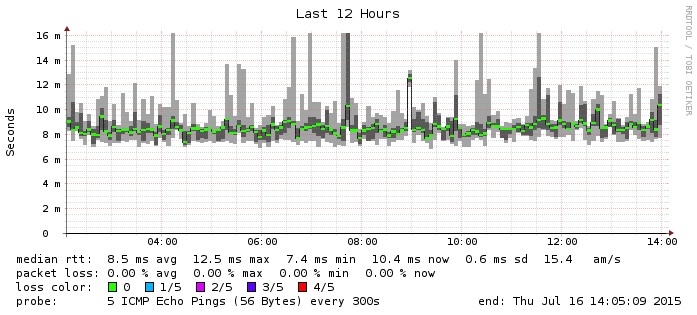 Last 12 Hours
RRDTOOL / TOBI OETIKER
Seconds
16 m
14 m
12 m
10 m
8 m
6 m
4 m
2 m
0
04:00 06:00 08:00 10:00 12:00 14:00
median rtt: 8.5 ms avg 12.5 ms max 7.4 ms min 10.4 ms now 0.6 ms sd 15.4 am/s
packet loss: 0.00 % avg 0.00 % max 0.00 % min 0.00 % now
loss color: 0 1/5 2/5 3/5 4/5
probe: 5 ICMP Echo Pings (56 Bytes) every 300s end: Thu Jul 16 14:05:09 2015